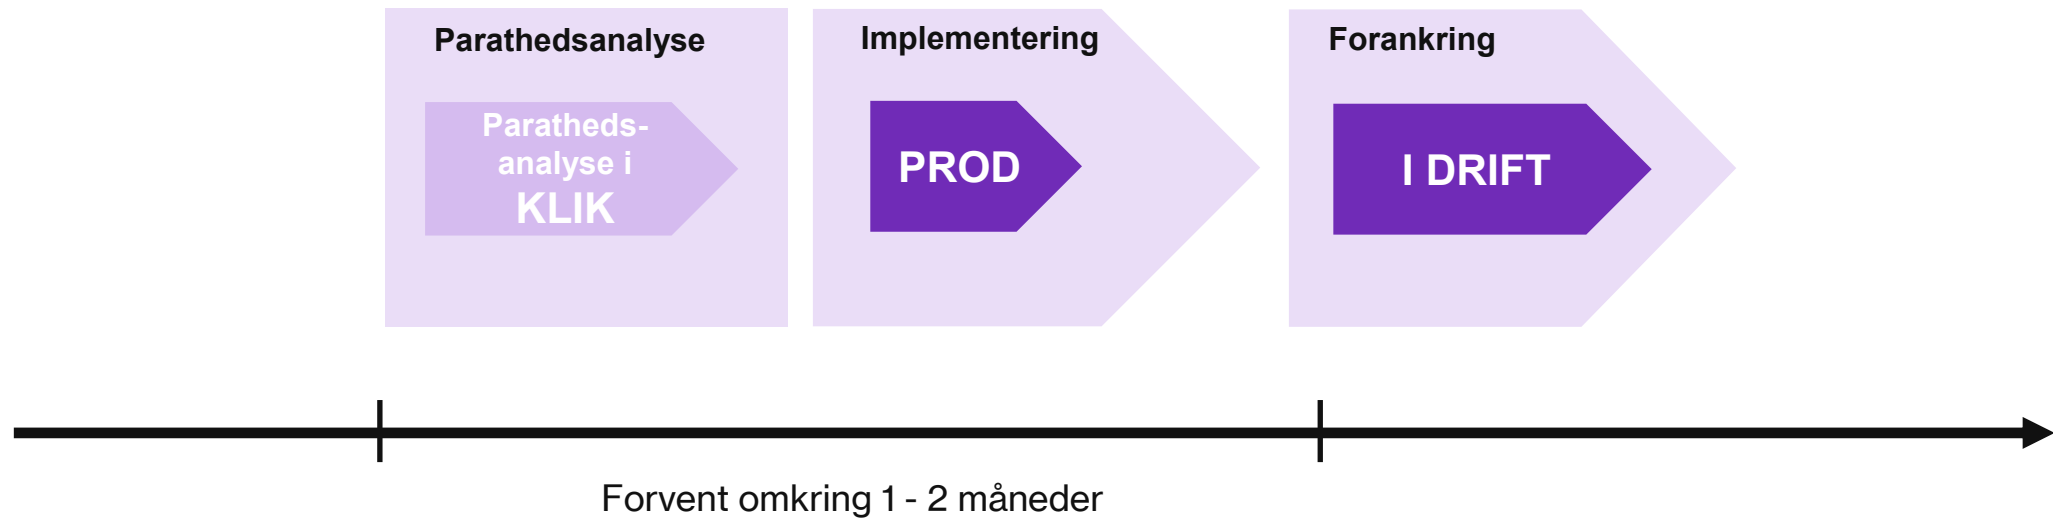 Parathedsanalyse
Paratheds-
analyse i
KLIK
Implementering
PROD
Forankring
I DRIFT
Forvent omkring 1 - 2 måneder